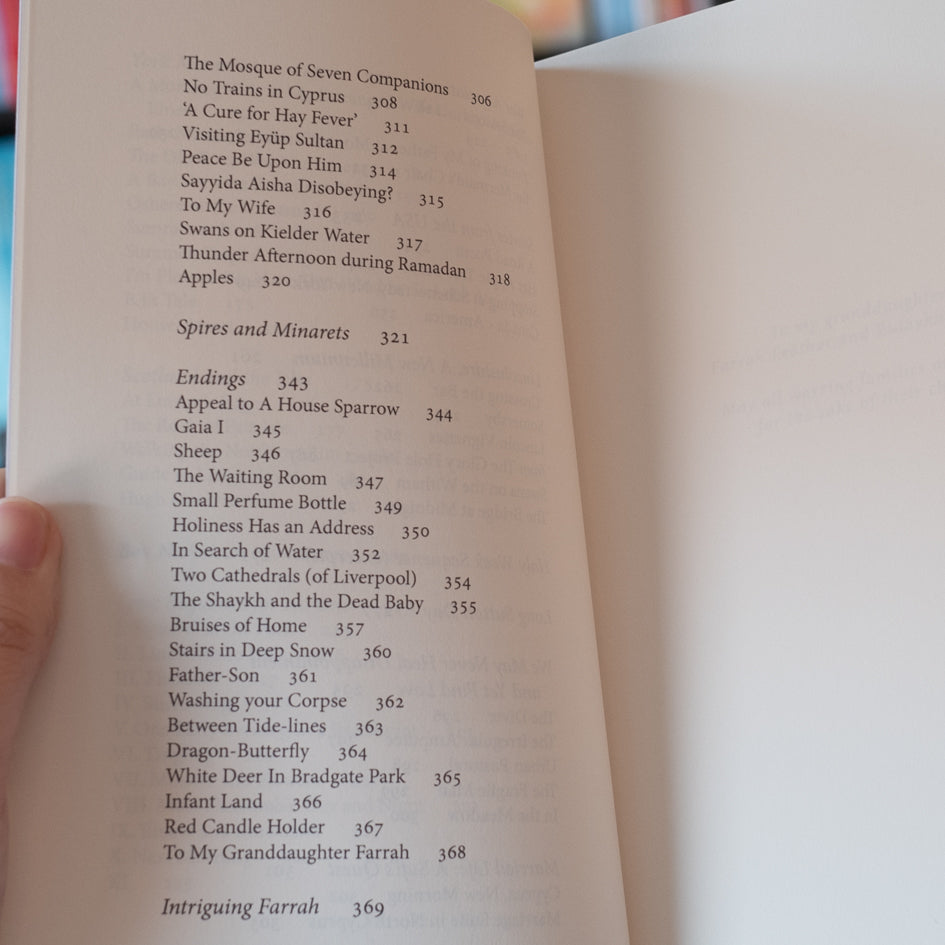 The Mosque of Seven Companions 306
No Trains in Cyprus 308
‘A Cure for Hay Fever’ 311
Visiting Eyüp Sultan 312
Peace Be Upon Him 314
Sayyida Aisha Disobeying? 315
To My Wife 316
Swans on Kielder Water 317
Thunder Afternoon during Ramadan 318
Apples 320
Spires and Minarets 321
Endings 343
Appeal to A House Sparrow 344
Gaia I 345
Sheep 346
The Waiting Room 347
Small Perfume Bottle 349
Holiness Has an Address 350
In Search of Water 352
Two Cathedrals (of Liverpool) 354
The Shaykh and the Dead Baby 355
Bruises of Home 357
Stairs in Deep Snow 360
Father-Son 361
Washing your Corpse 362
Between Tide-lines 363
Dragon-Butterfly 364
White Deer In Bradgate Park 365
Infant Land 366
Red Candle Holder 367
To My Granddaughter Farrah 368
Intriguing Farrah 369